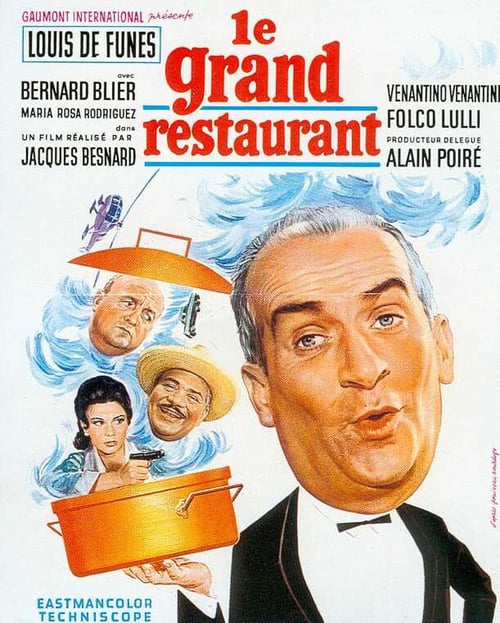 GAUMONT INTERNATIONAL présente
LOUIS DE FUNES
le
grand
restaurant
avec
BERNARD BLIER
MARIA ROSA RODRIGUEZ
dans
UN FILM RÉALISÉ PAR
JACQUES BESNARD
VENANTINO VENANTINI
FOLCO LULLI
PRODUCTEUR DELEGUE
ALAIN POIRÉ
EASTMANCOLOR
TECHNISCOPE